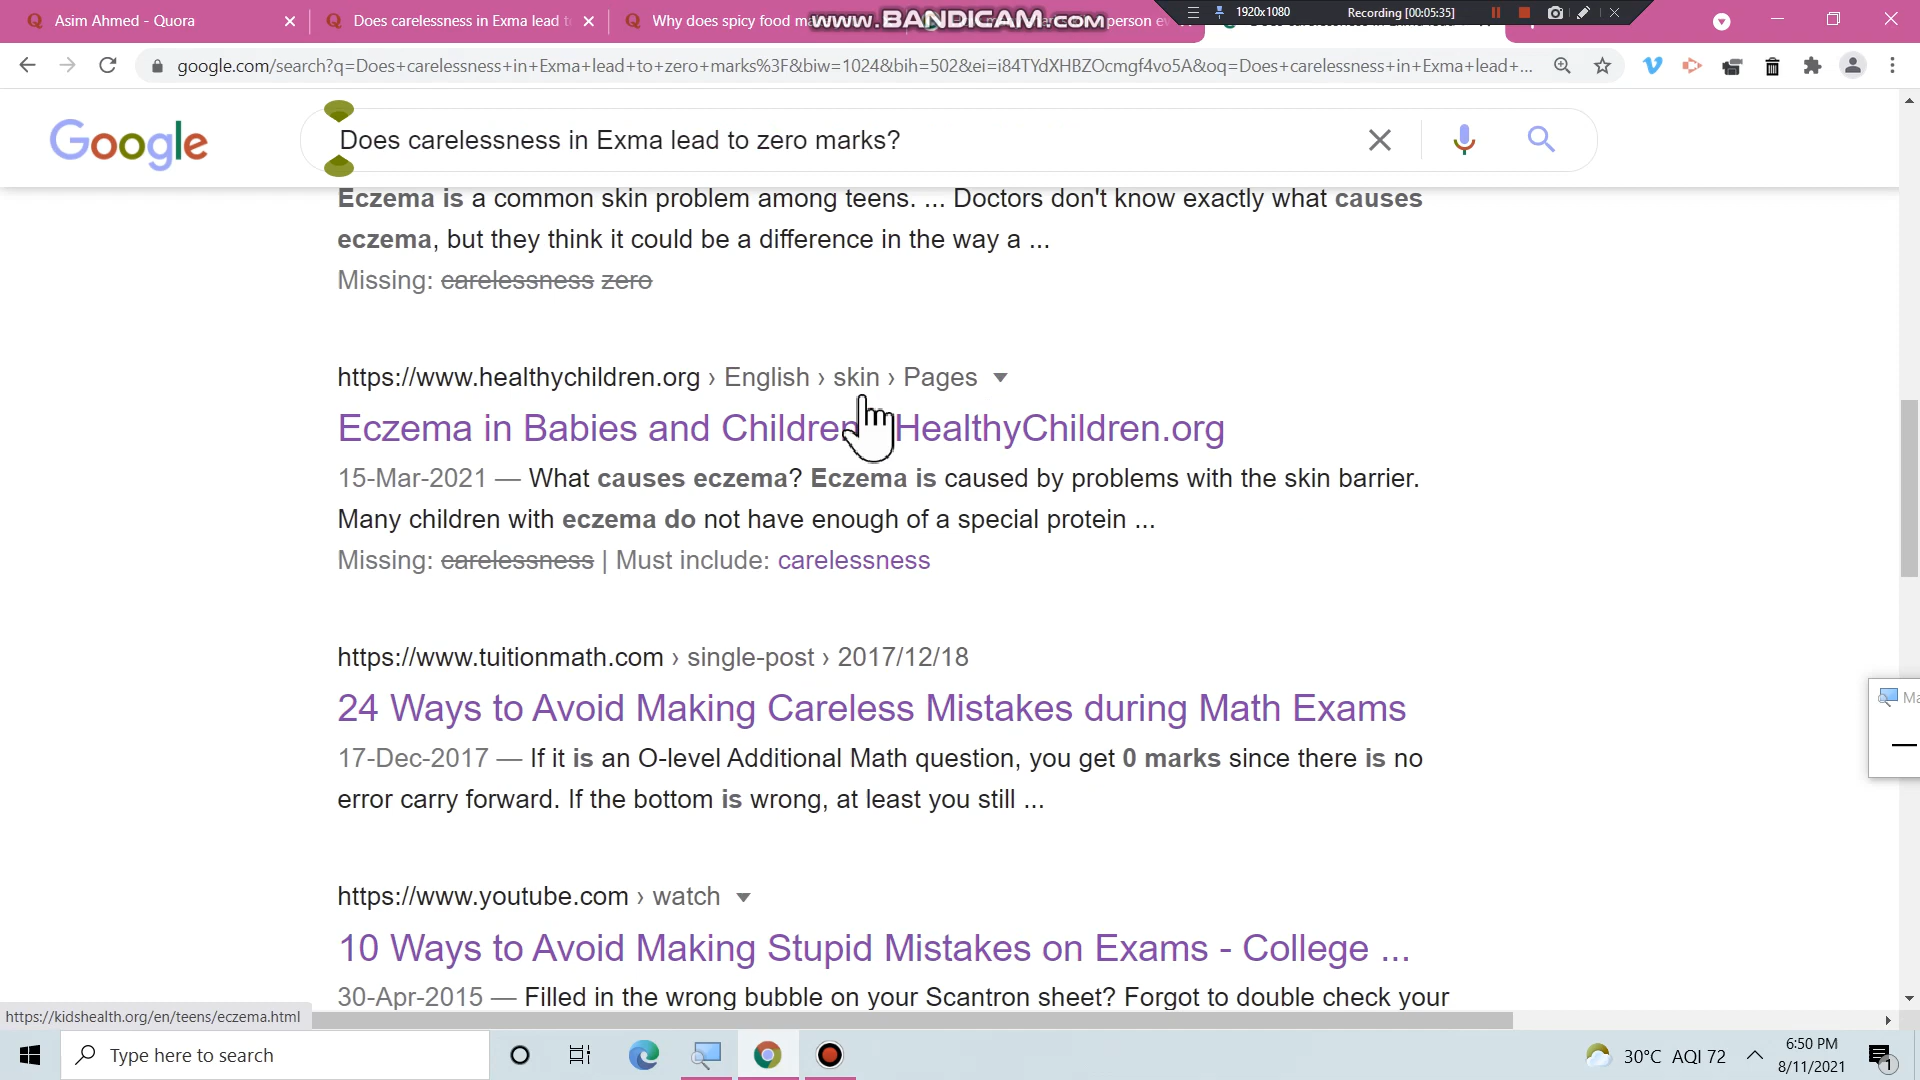 Asim Ahmed - Quora
Does carelessness in Exma lead t
Why does spicy food m
www.BANDICAM.com
person e
1920x1080
Recording [00:05:35]
google.com/search?q=Does+carelessness+in+Exma+lead+to+zero+marks%3F&biw=1024&bih=502&ei=i84TYdXHBZOcmgf4vo5A&oq=Does+carelessness+in+Exma+lead+...
Google
Does carelessness in Exma lead to zero marks?
Eczema is a common skin problem among teens. ... Doctors don't know exactly what causes
eczema, but they think it could be a difference in the way a ...
Missing: carelessness zero
https://www.healthychildren.org › English › skin › Pages
Eczema in Babies and Children HealthyChildren.org
15-Mar-2021 — What causes eczema? Eczema is caused by problems with the skin barrier.
Many children with eczema do not have enough of a special protein ...
Missing: carelessness | Must include: carelessness
https://www.tuitionmath.com › single-post › 2017/12/18
24 Ways to Avoid Making Careless Mistakes during Math Exams
17-Dec-2017 — If it is an O-level Additional Math question, you get 0 marks since there is no
error carry forward. If the bottom is wrong, at least you still ...
Ma
https://www.youtube.com › watch
10 Ways to Avoid Making Stupid Mistakes on Exams - College ...
30-Apr-2015 — Filled in the wrong bubble on your Scantron sheet? Forgot to double check your
https://kidshealth.org/en/teens/eczema.html
Type here to search
30°C AQI 72
6:50 PM
8/11/2021
1